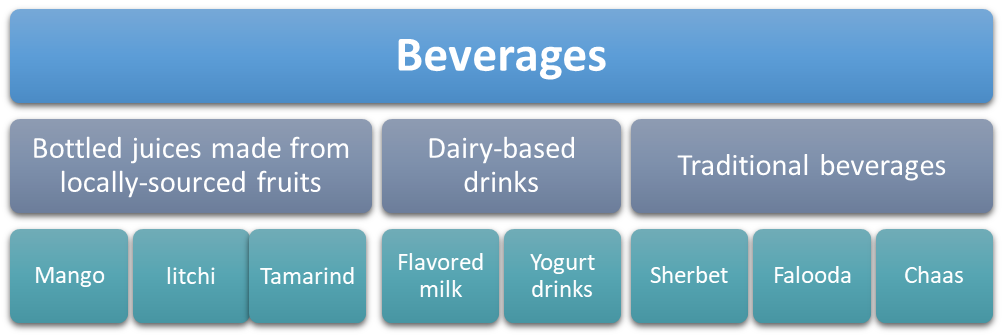 Beverages
Bottled juices made from
locally-sourced fruits
Dairy-based
drinks
Traditional beverages
Mango
litchi
Tamarind
Flavored
milk
Yogurt
drinks
Sherbet
Falooda
Chaas